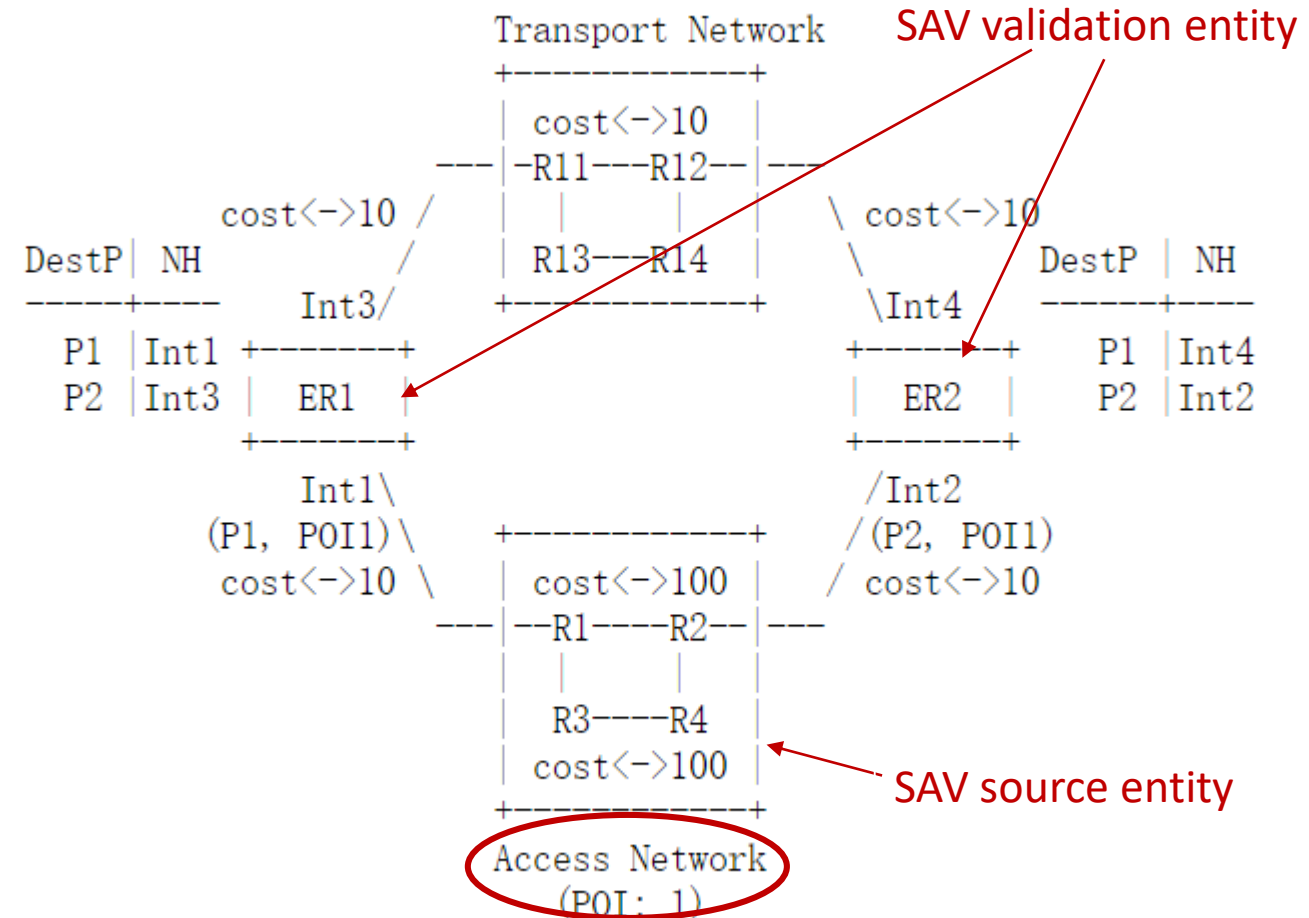 Transport Network
SAV validation entity
+------------+
| cost<->10 |
---|-R11---R12--|---
cost<->10 / | | | | \ cost<->10
DestP| NH / | R13---R14 | \ DestP | NH
-----+---- Int3/ +------------+ \Int4 ------+----
P1 |Int1 +-------+ +-------+ P1 |Int4
P2 |Int3 | ER1 | | ER2 | P2 |Int2
+-------+ +-------+
Int1\ /Int2
(P1, POI1)\ +------------+ /(P2, POI1)
cost<->10 \ | cost<->100 | / cost<->10
---|--R1----R2--|---
| | | |
| R3----R4 |
| cost<->100 |
SAV source entity
+------------+
Access Network
(POI: 1)